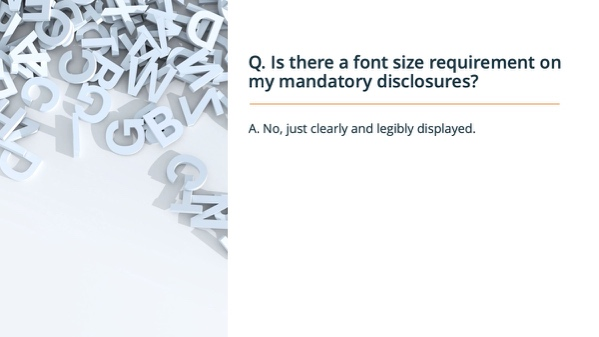 Q. Is there a font size requirement on
my mandatory disclosures?
A. No, just clearly and legibly displayed.